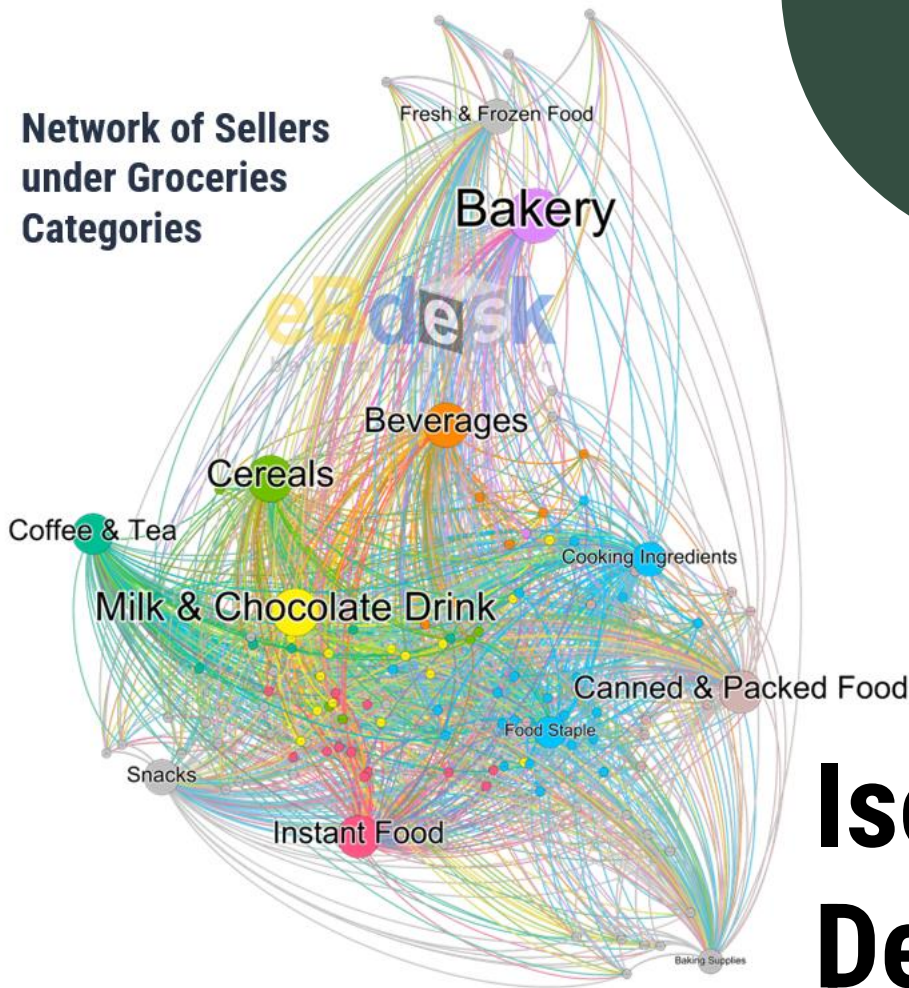 Network of Sellers
under Groceries
Categories
Fresh & Frozen Food
Bakery
eBdesk
Beverages
Cereals
Coffee & Tea
Cooking Ingredients
Milk & Chocolate Drink
Canned & Packed Food
Food Staple
Snacks
Instant Food
Baking Supplies